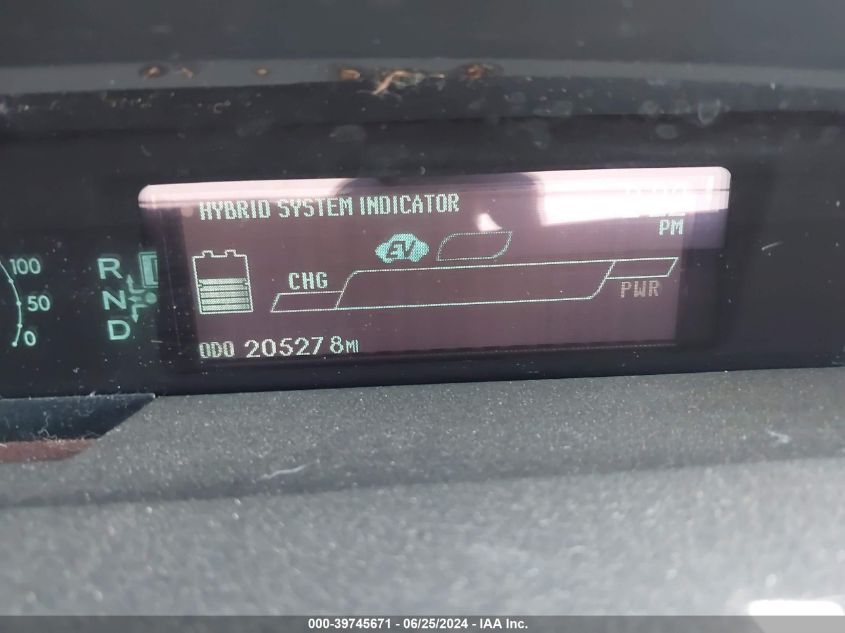 HYBRID SYSTEM INDICATOR
PM
EV
100
R
CHG
50
N
PWR
0
D
ODO 205278MI
000-39745671 / 06/25/2024 - IAA Inc.